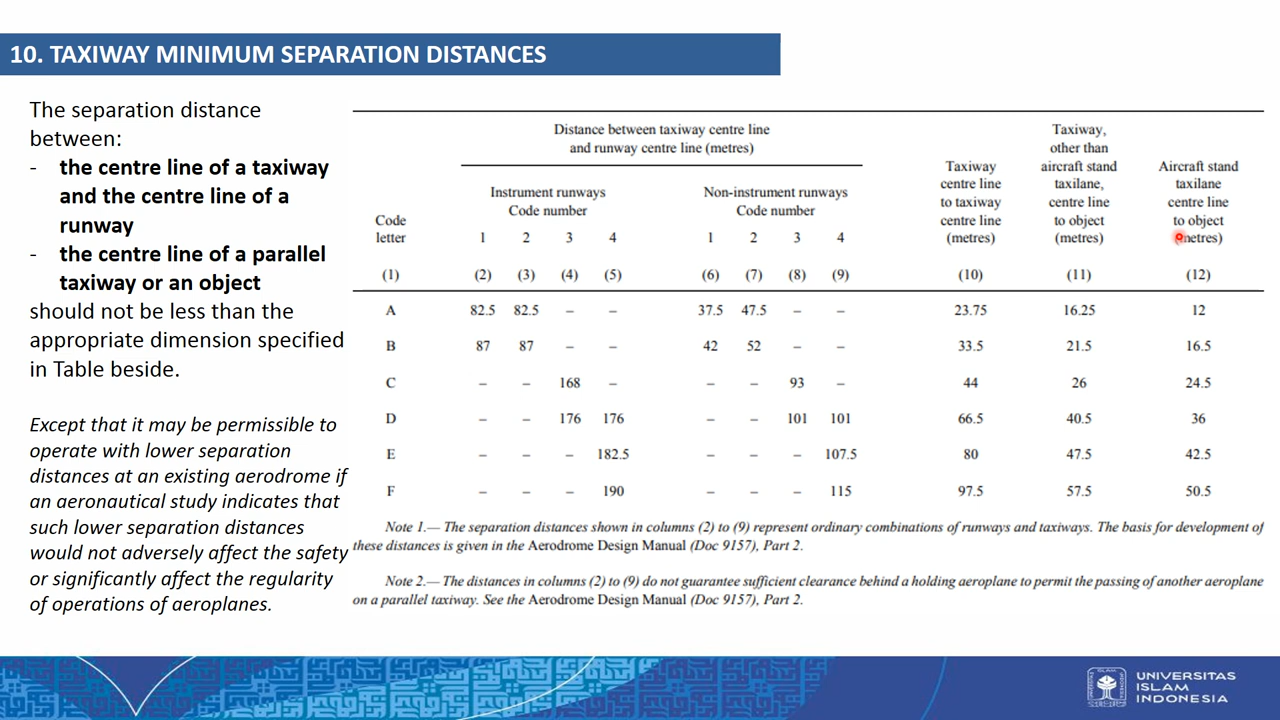 10. TAXIWAY MINIMUM SEPARATION DISTANCES
The separation distance
between:
- the centre line of a taxiway
and the centre line of a
runway
- the centre line of a parallel
taxiway or an object
should not be less than the
appropriate dimension specified
in Table beside.
Except that it may be permissible to
operate with lower separation
distances at an existing aerodrome if
an aeronautical study indicates that
such lower separation distances
would not adversely affect the safety
or significantly affect the regularity
of operations of aeroplanes.
Distance between taxiway centre line
and runway centre line (metres)
Instrument runways
Code number
Non-instrument runways
Code number
Code
letter
1 2 3 4 1 2 3 4
Taxiway
centre line
to taxiway
centre line
(metres)
Taxiway,
other than
aircraft stand
taxilane,
centre line
to object
(metres)
Aircraft stand
taxilane
centre line
to object
(metres)
(1) (2) (3) (4) (5) (6) (7) (8) (9) (10) (11) (12)
A 82.5 82.5 – – 37.5 47.5 – – 23.75 16.25 12
B 87 87 – – 42 52 – – 33.5 21.5 16.5
C – – 168 – – – 93 – 44 26 24.5
D – – 176 176 – – 101 101 66.5 40.5 36
E – – – 182.5 – – – 107.5 80 47.5 42.5
F – – – 190 – – – 115 97.5 57.5 50.5
Note 1.— The separation distances shown in columns (2) to (9) represent ordinary combinations of runways and taxiways. The basis for development of
these distances is given in the Aerodrome Design Manual (Doc 9157), Part 2.
Note 2.— The distances in columns (2) to (9) do not guarantee sufficient clearance behind a holding aeroplane to permit the passing of another aeroplane
on a parallel taxiway. See the Aerodrome Design Manual (Doc 9157), Part 2.
UNIVERSITAS
ISLAM
INDONESIA